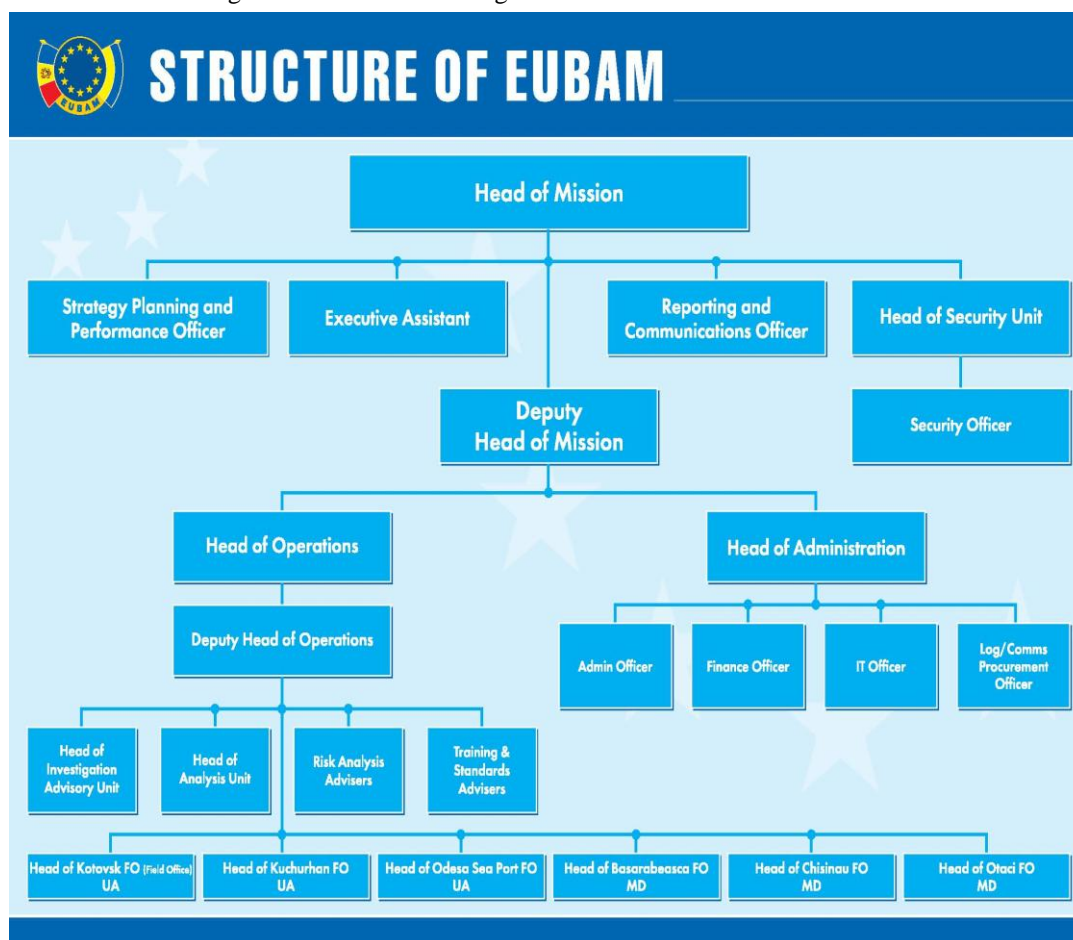 EUBAM
STRUCTURE OF EUBAM
Head of Mission
Strategy Planning and
Performance Officer
Executive Assistant
Reporting and
Communications Officer
Head of Security Unit
Deputy
Head of Mission
Security Officer
Head of Operations
Head of Administration
Deputy Head of Operations
Admin Officer
Finance Officer
IT Officer
Log/Comms
Procurement
Officer
Head of
Investigation
Advisory Unit
Head of
Analysis Unit
Risk Analysis
Advisers
Training &
Standards
Advisers
Head of Kotovsk FO (Field Office)
UA
Head of Kuchurhan FO
UA
Head of Odesa Sea Port FO
UA
Head of Basarabeasca FO
MD
Head of Chisinau FO
MD
Head of Otaci FO
MD